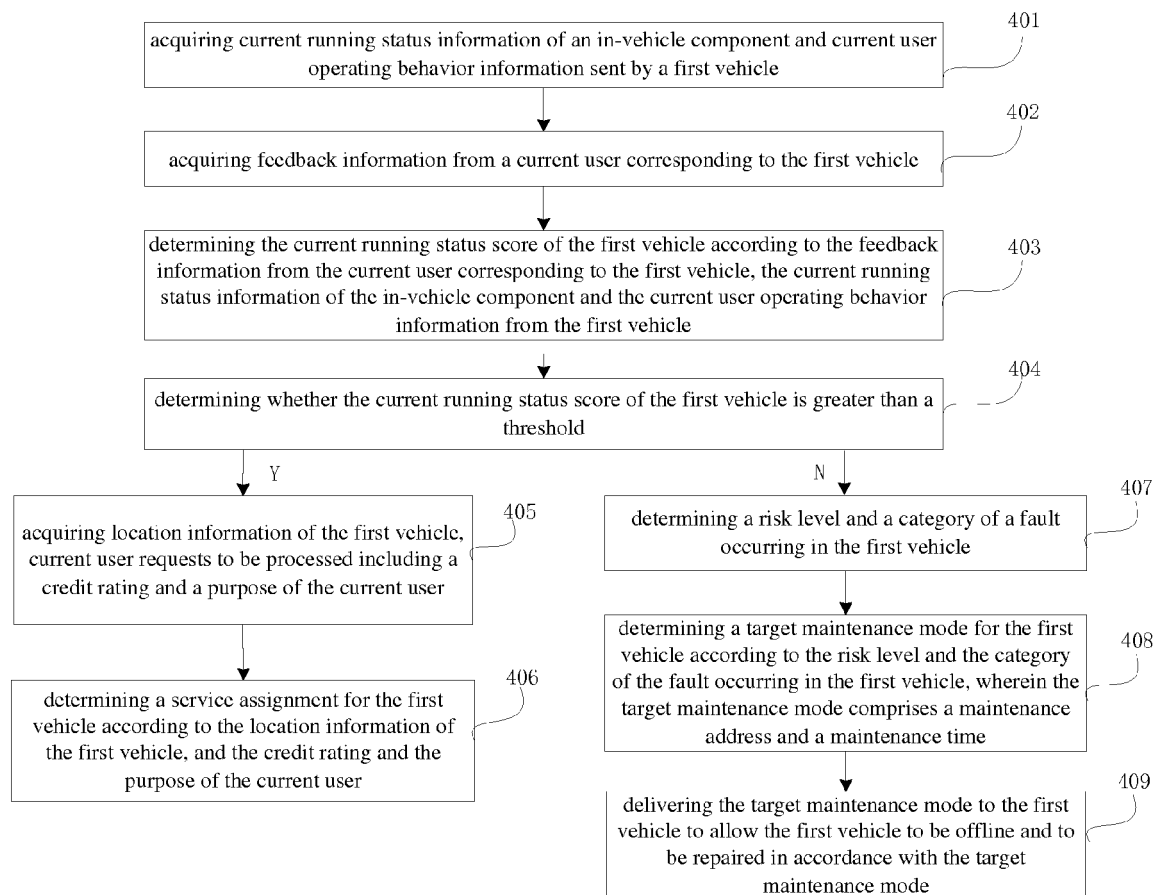 acquiring current running status information of an in-vehicle component and current user
operating behavior information sent by a first vehicle
401
acquiring feedback information from a current user corresponding to the first vehicle
402
determining the current running status score of the first vehicle according to the feedback
information from the current user corresponding to the first vehicle, the current running
status information of the in-vehicle component and the current user operating behavior
information from the first vehicle
403
determining whether the current running status score of the first vehicle is greater than a
threshold
404
Y
N
acquiring location information of the first vehicle,
current user requests to be processed including a
credit rating and a purpose of the current user
405
determining a service assignment for the first
vehicle according to the location information of
the first vehicle, and the credit rating and the
purpose of the current user
406
determining a risk level and a category of a fault
occurring in the first vehicle
407
determining a target maintenance mode for the first
vehicle according to the risk level and the category
of the fault occurring in the first vehicle, wherein the
target maintenance mode comprises a maintenance
address and a maintenance time
408
delivering the target maintenance mode to the first
vehicle to allow the first vehicle to be offline and to
be repaired in accordance with the target
maintenance mode
409